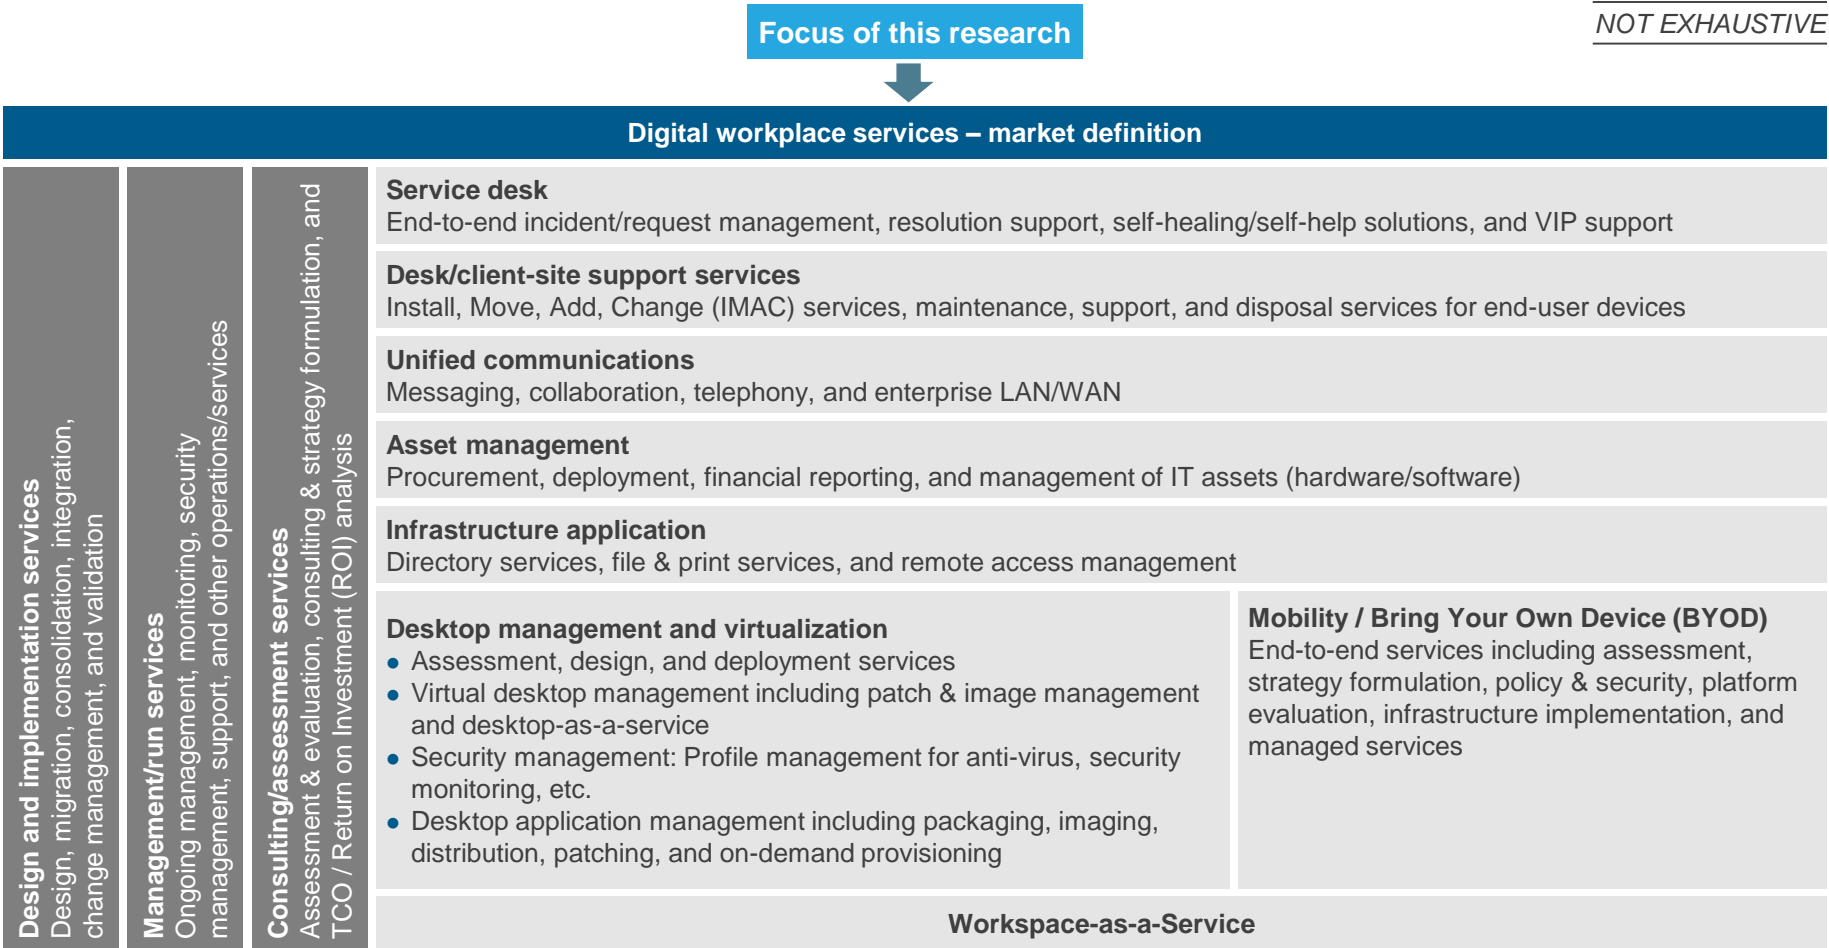 Focus of this research
NOT EXHAUSTIVE
Digital workplace services – market definition
Design and implementation services
Design, migration, consolidation, integration,
change management, and validation
Management/run services
Ongoing management, monitoring, security
management, support, and other operations/services
Consulting/assessment services
Assessment & evaluation, consulting & strategy formulation, and
TCO / Return on Investment (ROI) analysis
Service desk
End-to-end incident/request management, resolution support, self-healing/self-help solutions, and VIP support
Desk/client-site support services
Install, Move, Add, Change (IMAC) services, maintenance, support, and disposal services for end-user devices
Unified communications
Messaging, collaboration, telephony, and enterprise LAN/WAN
Asset management
Procurement, deployment, financial reporting, and management of IT assets (hardware/software)
Infrastructure application
Directory services, file & print services, and remote access management
Desktop management and virtualization
● Assessment, design, and deployment services
● Virtual desktop management including patch & image management
and desktop-as-a-service
● Security management: Profile management for anti-virus, security
monitoring, etc.
● Desktop application management including packaging, imaging,
distribution, patching, and on-demand provisioning
Mobility / Bring Your Own Device (BYOD)
End-to-end services including assessment,
strategy formulation, policy & security, platform
evaluation, infrastructure implementation, and
managed services
Workspace-as-a-Service